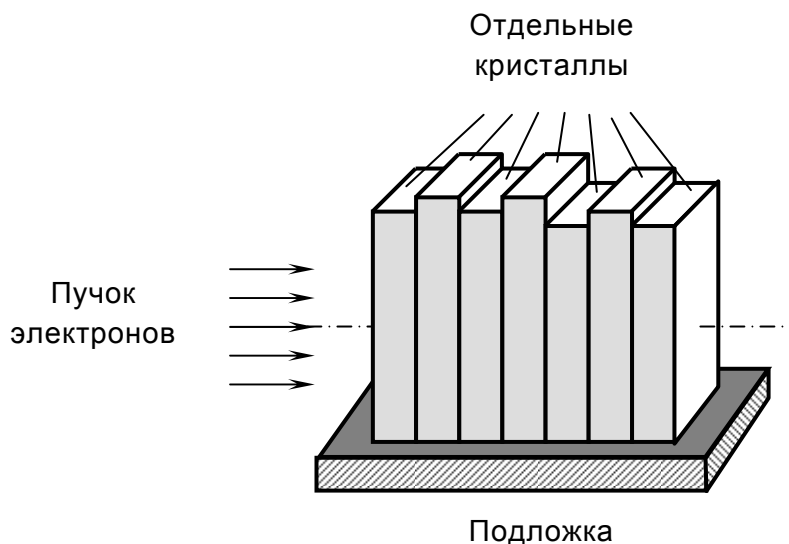 Отдельные
кристаллы
Пучок
электронов
Подложка